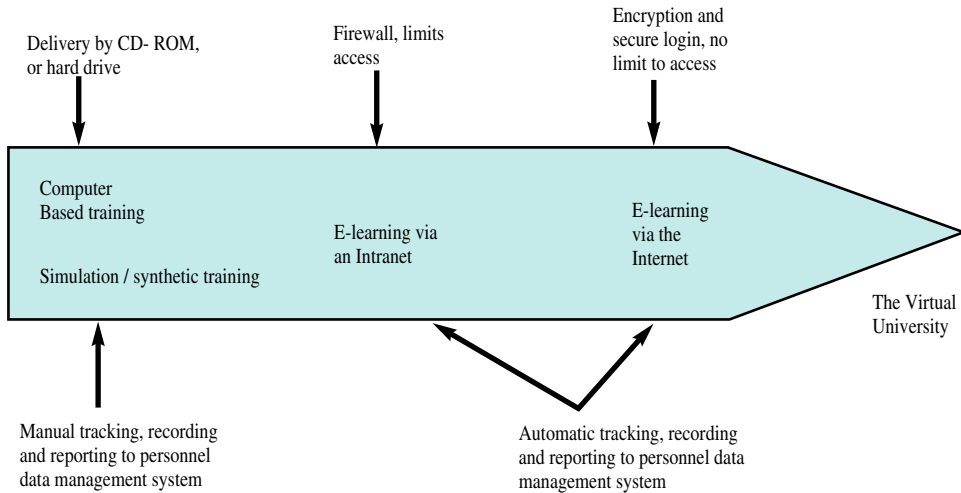 Delivery by CD- ROM,
or hard drive
Firewall, limits
access
Encryption and
secure login, no
limit to access
Computer
Based training
Simulation / synthetic training
E-learning via
an Intranet
E-learning
via the
Internet
The Virtual
University
Manual tracking, recording
and reporting to personnel
data management system
Automatic tracking, recording
and reporting to personnel data
management system